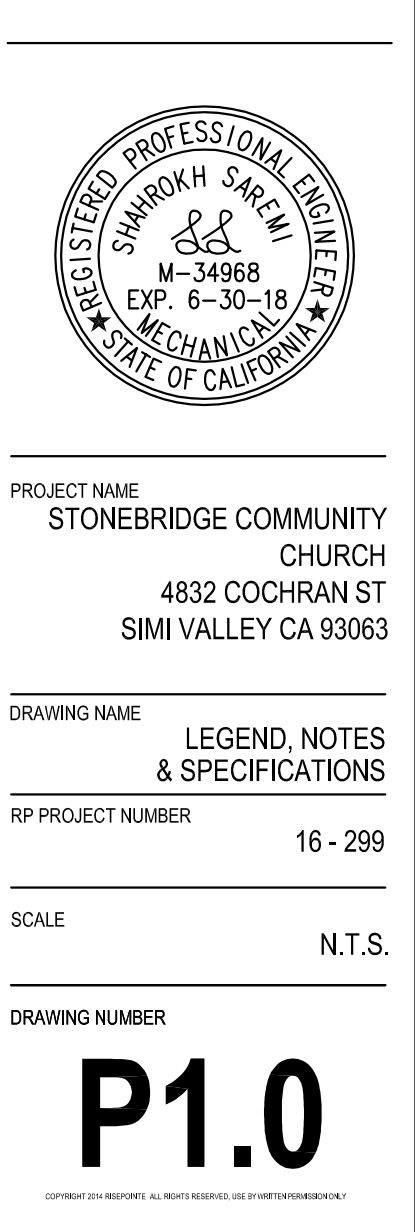 REGISTERED PROFESSIONAL ENGINEER
SHAHROKH SAREMI
M-34968
EXP. 6-30-18
MECHANICAL
★ STATE OF CALIFORNIA ★
PROJECT NAME
STONEBRIDGE COMMUNITY
CHURCH
4832 COCHRAN ST
SIMI VALLEY CA 93063
DRAWING NAME
LEGEND, NOTES
& SPECIFICATIONS
RP PROJECT NUMBER
16 - 299
SCALE
N.T.S.
DRAWING NUMBER
P1.0
COPYRIGHT 2014 RISEPOINTE ALL RIGHTS RESERVED, USE BY WRITTEN PERMISSION ONLY